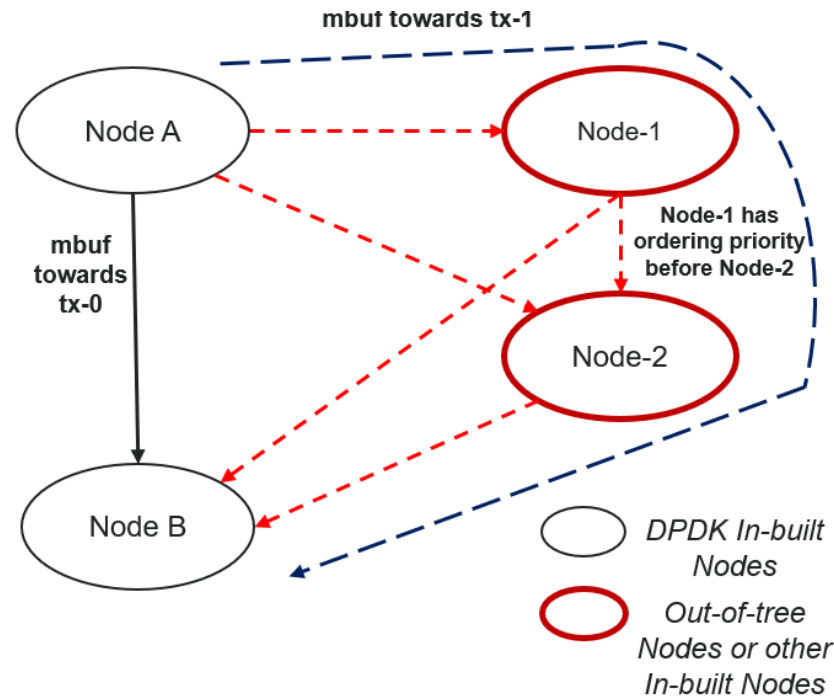 mbuf towards tx-1
Node A
Node-1
mbuf
towards
tx-0
Node-1 has
ordering priority
before Node-2
Node-2
Node B
DPDK In-built
Nodes
Out-of-tree
Nodes or other
In-built Nodes